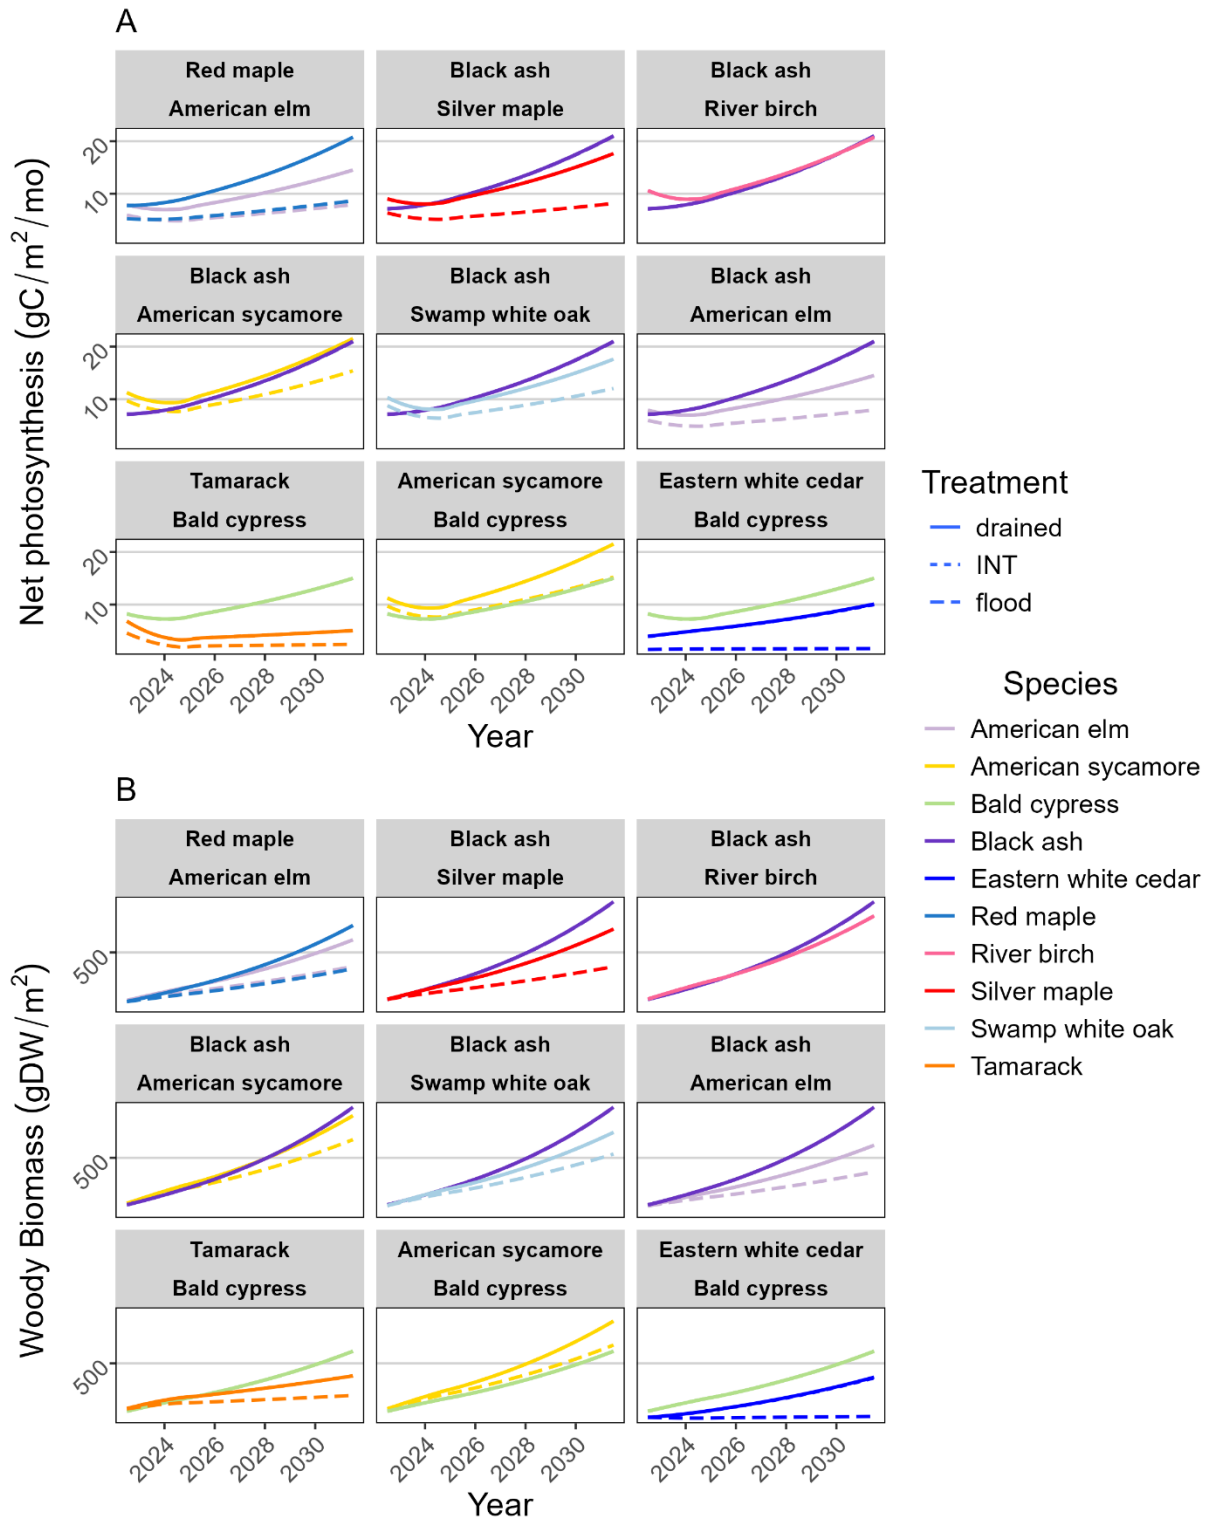 A
Red maple
American elm
Black ash
Silver maple
Black ash
River birch
20
10
Black ash
American sycamore
Black ash
Swamp white oak
Black ash
American elm
20
10
Tamarack
Bald cypress
American sycamore
Bald cypress
Eastern white cedar
Bald cypress
20
10
2024
2026
2028
2030
2024
2026
2028
2030
2024
2026
2028
2030
Year
Net photosynthesis (gC/m²/mo)
B
Red maple
American elm
Black ash
Silver maple
Black ash
River birch
500
Black ash
American sycamore
Black ash
Swamp white oak
Black ash
American elm
500
Tamarack
Bald cypress
American sycamore
Bald cypress
Eastern white cedar
Bald cypress
500
2024
2026
2028
2030
2024
2026
2028
2030
2024
2026
2028
2030
Year
Woody Biomass (gDW/m²)
Treatment
drained
INT
flood
Species
American elm
American sycamore
Bald cypress
Black ash
Eastern white cedar
Red maple
River birch
Silver maple
Swamp white oak
Tamarack